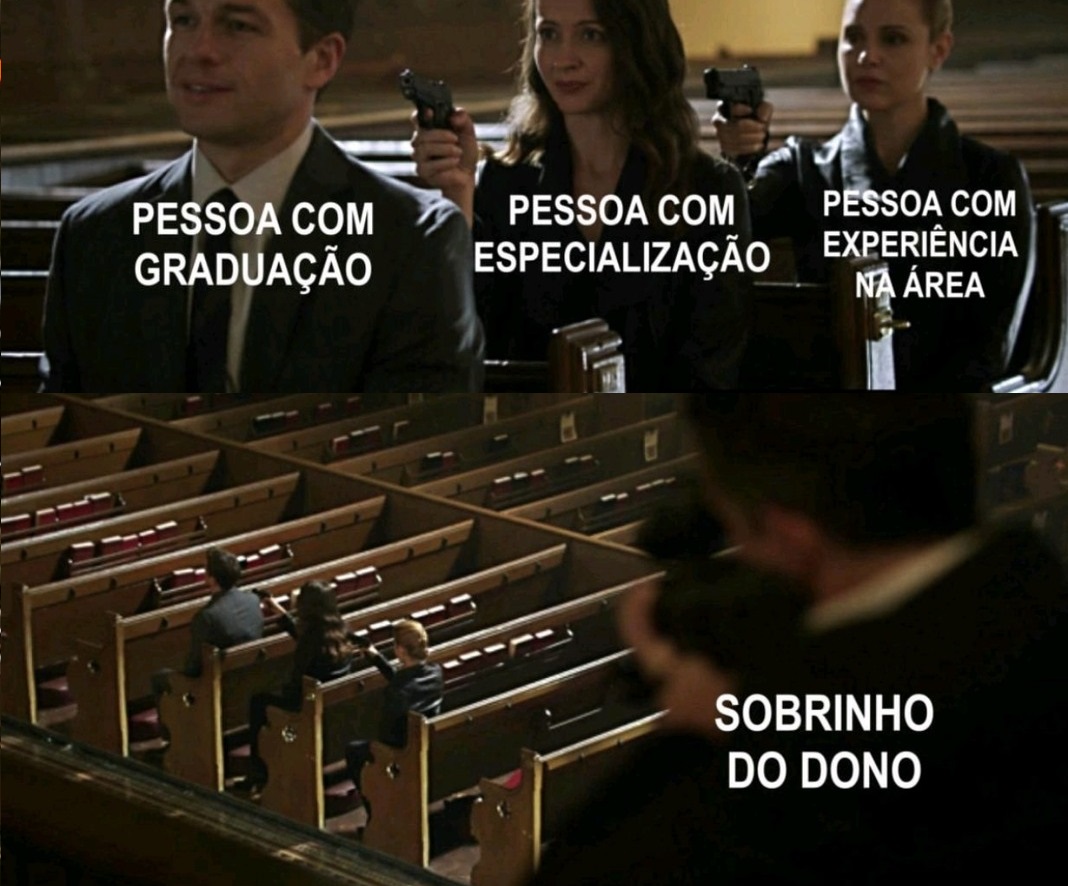 PESSOA COM
GRADUAÇÃO
PESSOA COM
ESPECIALIZAÇÃO
PESSOA COM
EXPERIÊNCIA
NA ÁREA
SOBRINHO
DO DONO